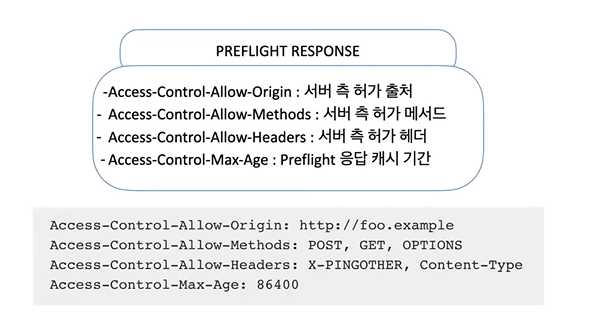 PREFLIGHT RESPONSE
-Access-Control-Allow-Origin : 서버 측 허가 출처
- Access-Control-Allow-Methods : 서버 측 허가 메서드
- Access-Control-Allow-Headers : 서버 측 허가 헤더
- Access-Control-Max-Age : Preflight 응답 캐시 기간
Access-Control-Allow-Origin: http://foo.example
Access-Control-Allow-Methods: POST, GET, OPTIONS
Access-Control-Allow-Headers: X-PINGOTHER, Content-Type
Access-Control-Max-Age: 86400